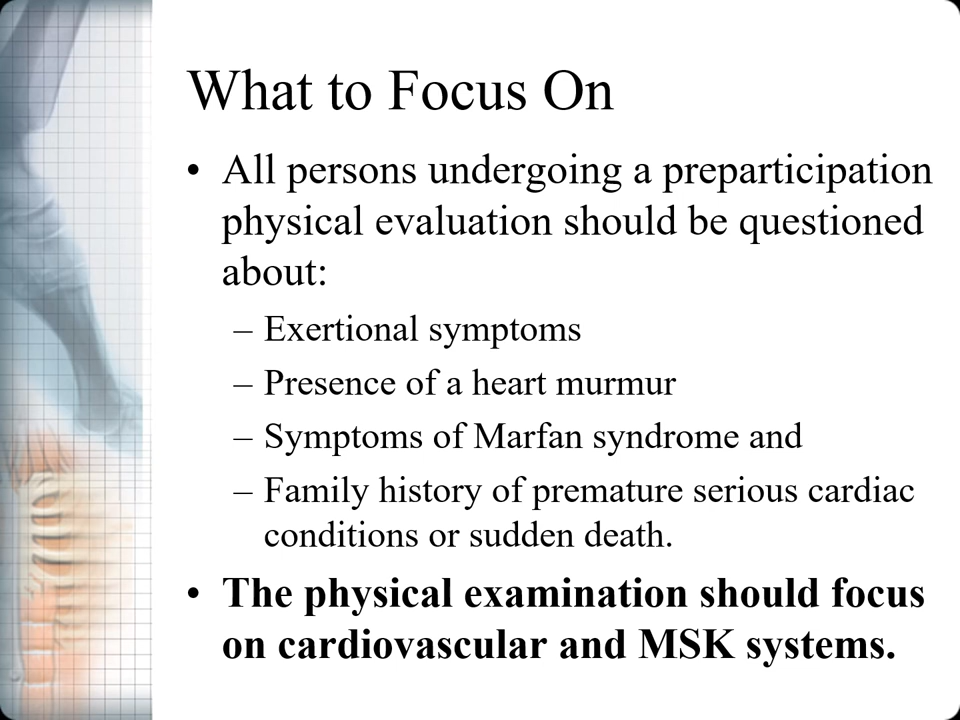 What to Focus On
• All persons undergoing a preparticipation
physical evaluation should be questioned
about:
– Exertional symptoms
– Presence of a heart murmur
– Symptoms of Marfan syndrome and
– Family history of premature serious cardiac
conditions or sudden death.
• The physical examination should focus
on cardiovascular and MSK systems.